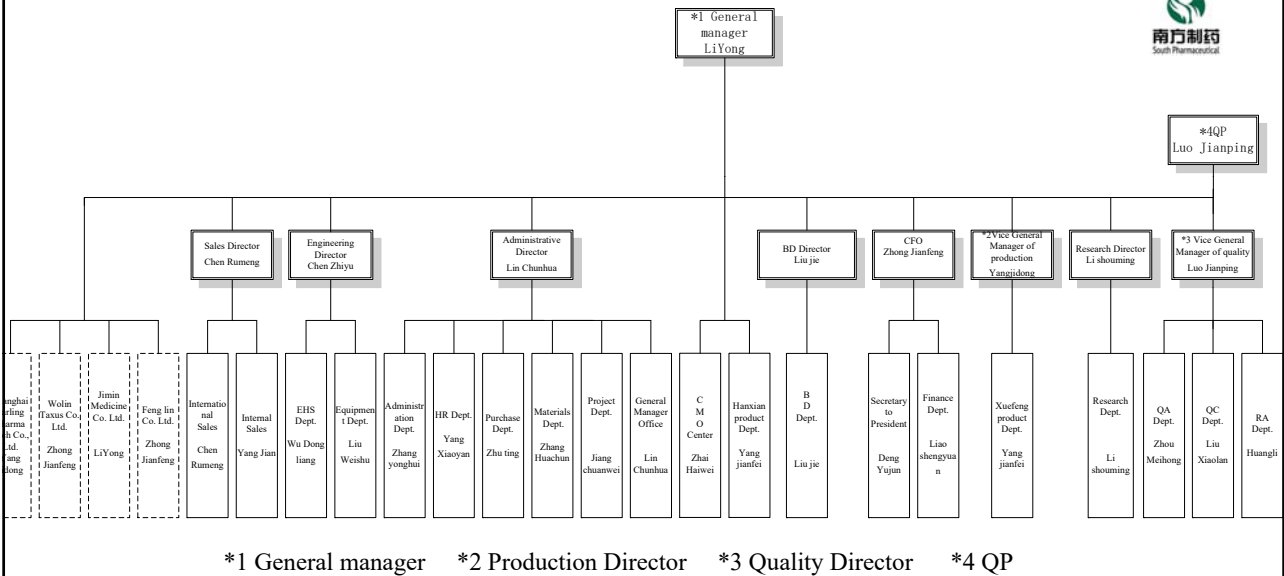 *1 General
manager
LiYong
南方制药
South Pharmaceutical
*4QP
Luo Jianping
Sales Director
Chen Rumeng
Engineering
Director
Chen Zhiyu
Administrative
Director
Lin Chunhua
BD Director
Liu jie
CFO
Zhong Jianfeng
*2Vice General
Manager of
production
Yangjidong
Research Director
Li shouming
*3 Vice General
Manager of quality
Luo Jianping
Co.,
Ltd.
Wolin
Taxus Co.,
Ltd.
Zhong
Jianfeng
Jimin
Medicine
Co. Ltd.
LiYong
Feng lin
Co. Ltd.
Zhong
Jianfeng
Internatio
nal
Sales
Chen
Rumeng
Internal
Sales
Yang Jian
EHS
Dept.
Wu Dong
liang
Equipmen
t Dept.
Liu
Weishu
Administr
ation
Dept.
Zhang
yonghui
HR Dept.
Yang
Xiaoyan
Purchase
Dept.
Zhu ting
Materials
Dept.
Zhang
Huachun
Project
Dept.
Jiang
chuanwei
General
Manager
Office
Lin
Chunhua
C
M
O
Center
Zhai
Haiwei
Hanxian
product
Dept.
Yang
jianfei
B
D
Dept.
Liu jie
Secretary
to
President
Deng
Yujun
Finance
Dept.
Liao
shengyua
n
Xuefeng
product
Dept.
Yang
jianfei
Research
Dept.
Li
shouming
QA
Dept.
Zhou
Meihong
QC
Dept.
Liu
Xiaolan
RA
Dept.
Huangli
*1 General manager *2 Production Director *3 Quality Director *4 QP